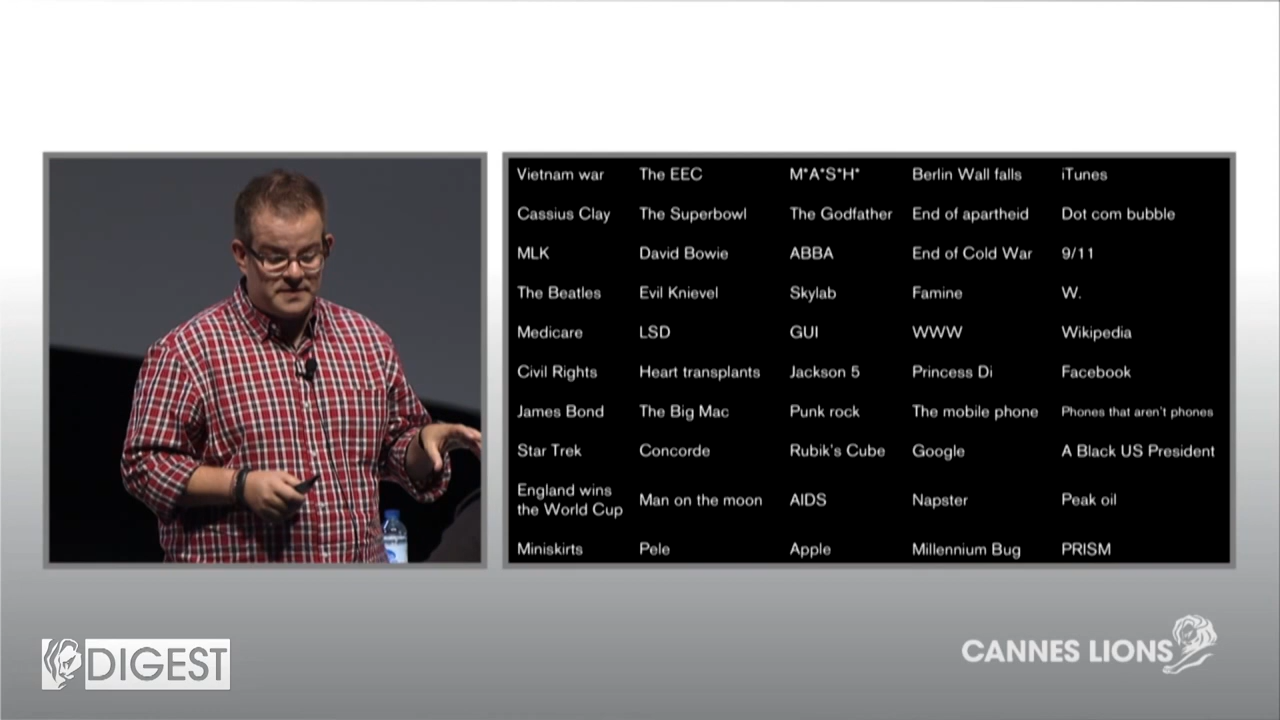 Vietnam war
The EEC
M*A*S*H*
Berlin Wall falls
iTunes
Cassius Clay
The Superbowl
The Godfather
End of apartheid
Dot com bubble
MLK
David Bowie
ABBA
End of Cold War
9/11
The Beatles
Evil Knievel
Skylab
Famine
W.
Medicare
LSD
GUI
WWW
Wikipedia
Civil Rights
Heart transplants
Jackson 5
Princess Di
Facebook
James Bond
The Big Mac
Punk rock
The mobile phone
Phones that aren't phones
Star Trek
Concorde
Rubik's Cube
Google
A Black US President
England wins
the World Cup
Man on the moon
AIDS
Napster
Peak oil
Miniskirts
Pele
Apple
Millennium Bug
PRISM
DIGEST
CANNES LIONS